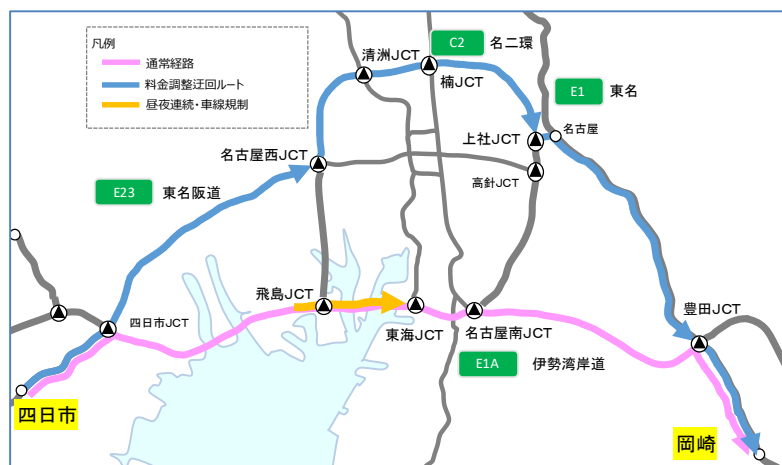 凡例
通常経路
料金調整迂回ルート
昼夜連続・車線規制
清洲JCT
C2 名二環
楠JCT
E1 東名
名古屋
上社JCT
名古屋西JCT
高針JCT
E23 東名阪道
飛島JCT
四日市JCT
東海JCT
名古屋南JCT
豊田JCT
E1A 伊勢湾岸道
四日市
岡崎